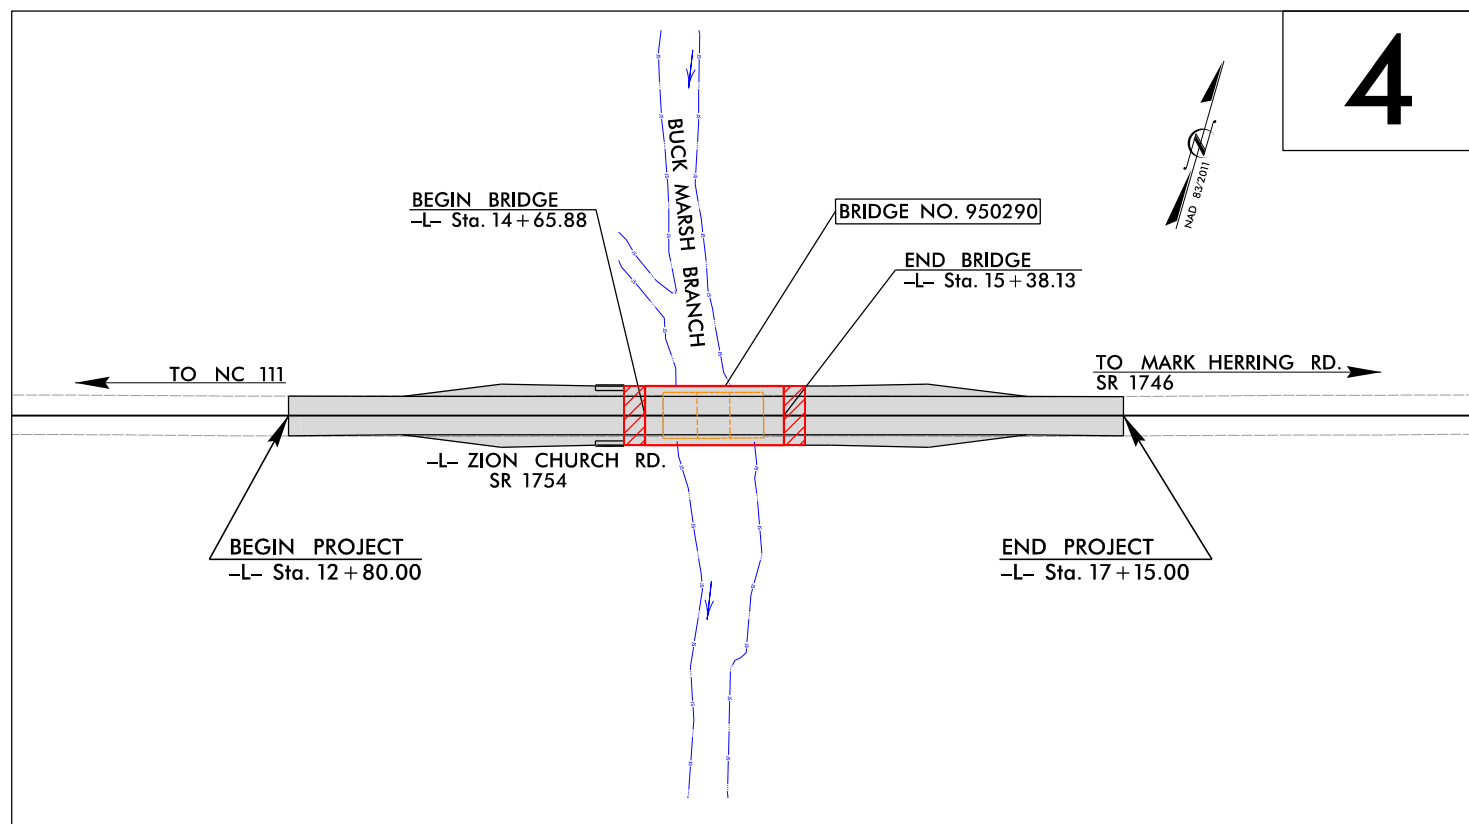 4
NAD 83/2011
BUCK MARSH BRANCH
BEGIN BRIDGE
-L- Sta. 14+65.88
BRIDGE NO. 950290
END BRIDGE
-L- Sta. 15+38.13
TO NC 111
TO MARK HERRING RD.
SR 1746
-L- ZION CHURCH RD.
SR 1754
BEGIN PROJECT
-L- Sta. 12+80.00
END PROJECT
-L- Sta. 17+15.00